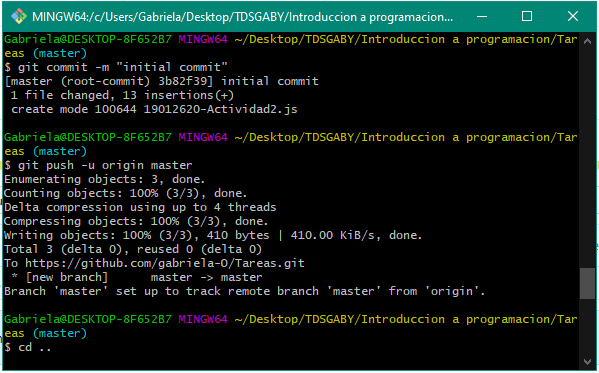 MINGW64:/c/Users/Gabriela/Desktop/TDSGABY/Introduccion a programacion...
Gabriela@DESKTOP-8F652B7 MINGW64 ~/Desktop/TDSGABY/Introduccion a programacion/Tar
eas (master)
$ git commit -m "initial commit"
[master (root-commit) 3b82f39] initial commit
 1 file changed, 13 insertions(+)
 create mode 100644 19012620-Actividad2.js
Gabriela@DESKTOP-8F652B7 MINGW64 ~/Desktop/TDSGABY/Introduccion a programacion/Tar
eas (master)
$ git push -u origin master
Enumerating objects: 3, done.
Counting objects: 100% (3/3), done.
Delta compression using up to 4 threads
Compressing objects: 100% (3/3), done.
Writing objects: 100% (3/3), 410 bytes | 410.00 KiB/s, done.
Total 3 (delta 0), reused 0 (delta 0)
To https://github.com/gabriela-0/Tareas.git
 * [new branch]      master -> master
Branch 'master' set up to track remote branch 'master' from 'origin'.
Gabriela@DESKTOP-8F652B7 MINGW64 ~/Desktop/TDSGABY/Introduccion a programacion/Tar
eas (master)
$ cd ..